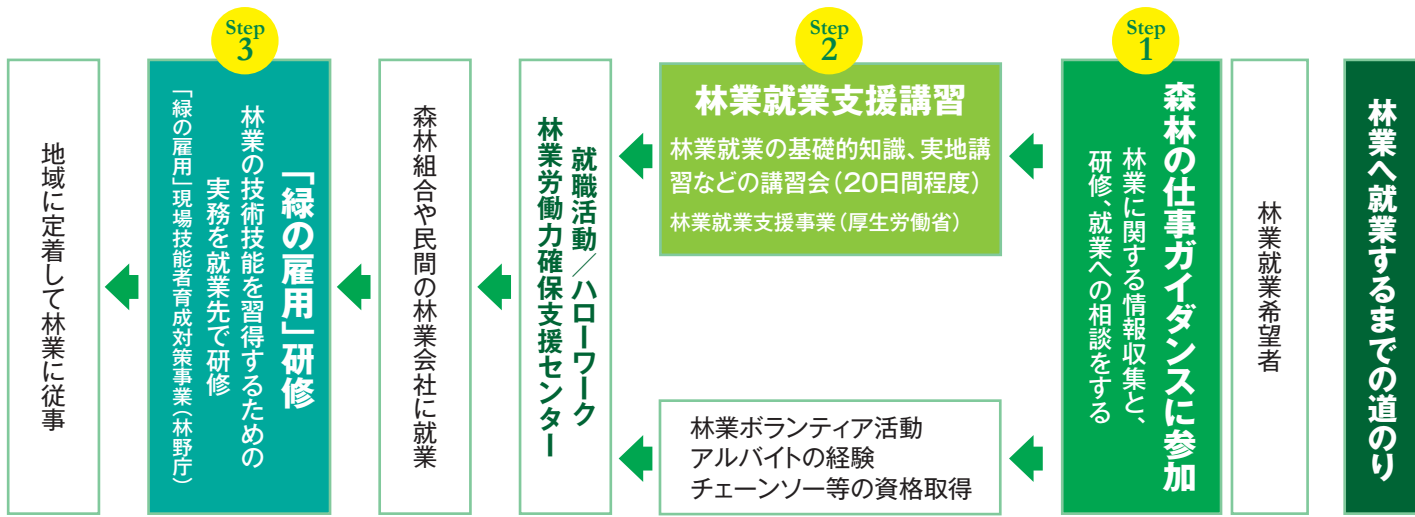 林業へ就業するまでの道のり
林業就業希望者
Step
1
森林の仕事ガイダンスに参加
林業に関する情報収集と、
研修、就業への相談をする
Step
2
林業就業支援講習
林業就業の基礎的知識、実地講
習などの講習会(20日間程度)
林業就業支援事業(厚生労働省)
林業ボランティア活動
アルバイトの経験
チェーンソー等の資格取得
就職活動／ハローワーク
林業労働力確保支援センター
森林組合や民間の林業会社に就業
Step
3
「緑の雇用」研修
林業の技術技能を習得するための
実務を就業先で研修
「緑の雇用」現場技能者育成対策事業(林野庁)
地域に定着して林業に従事